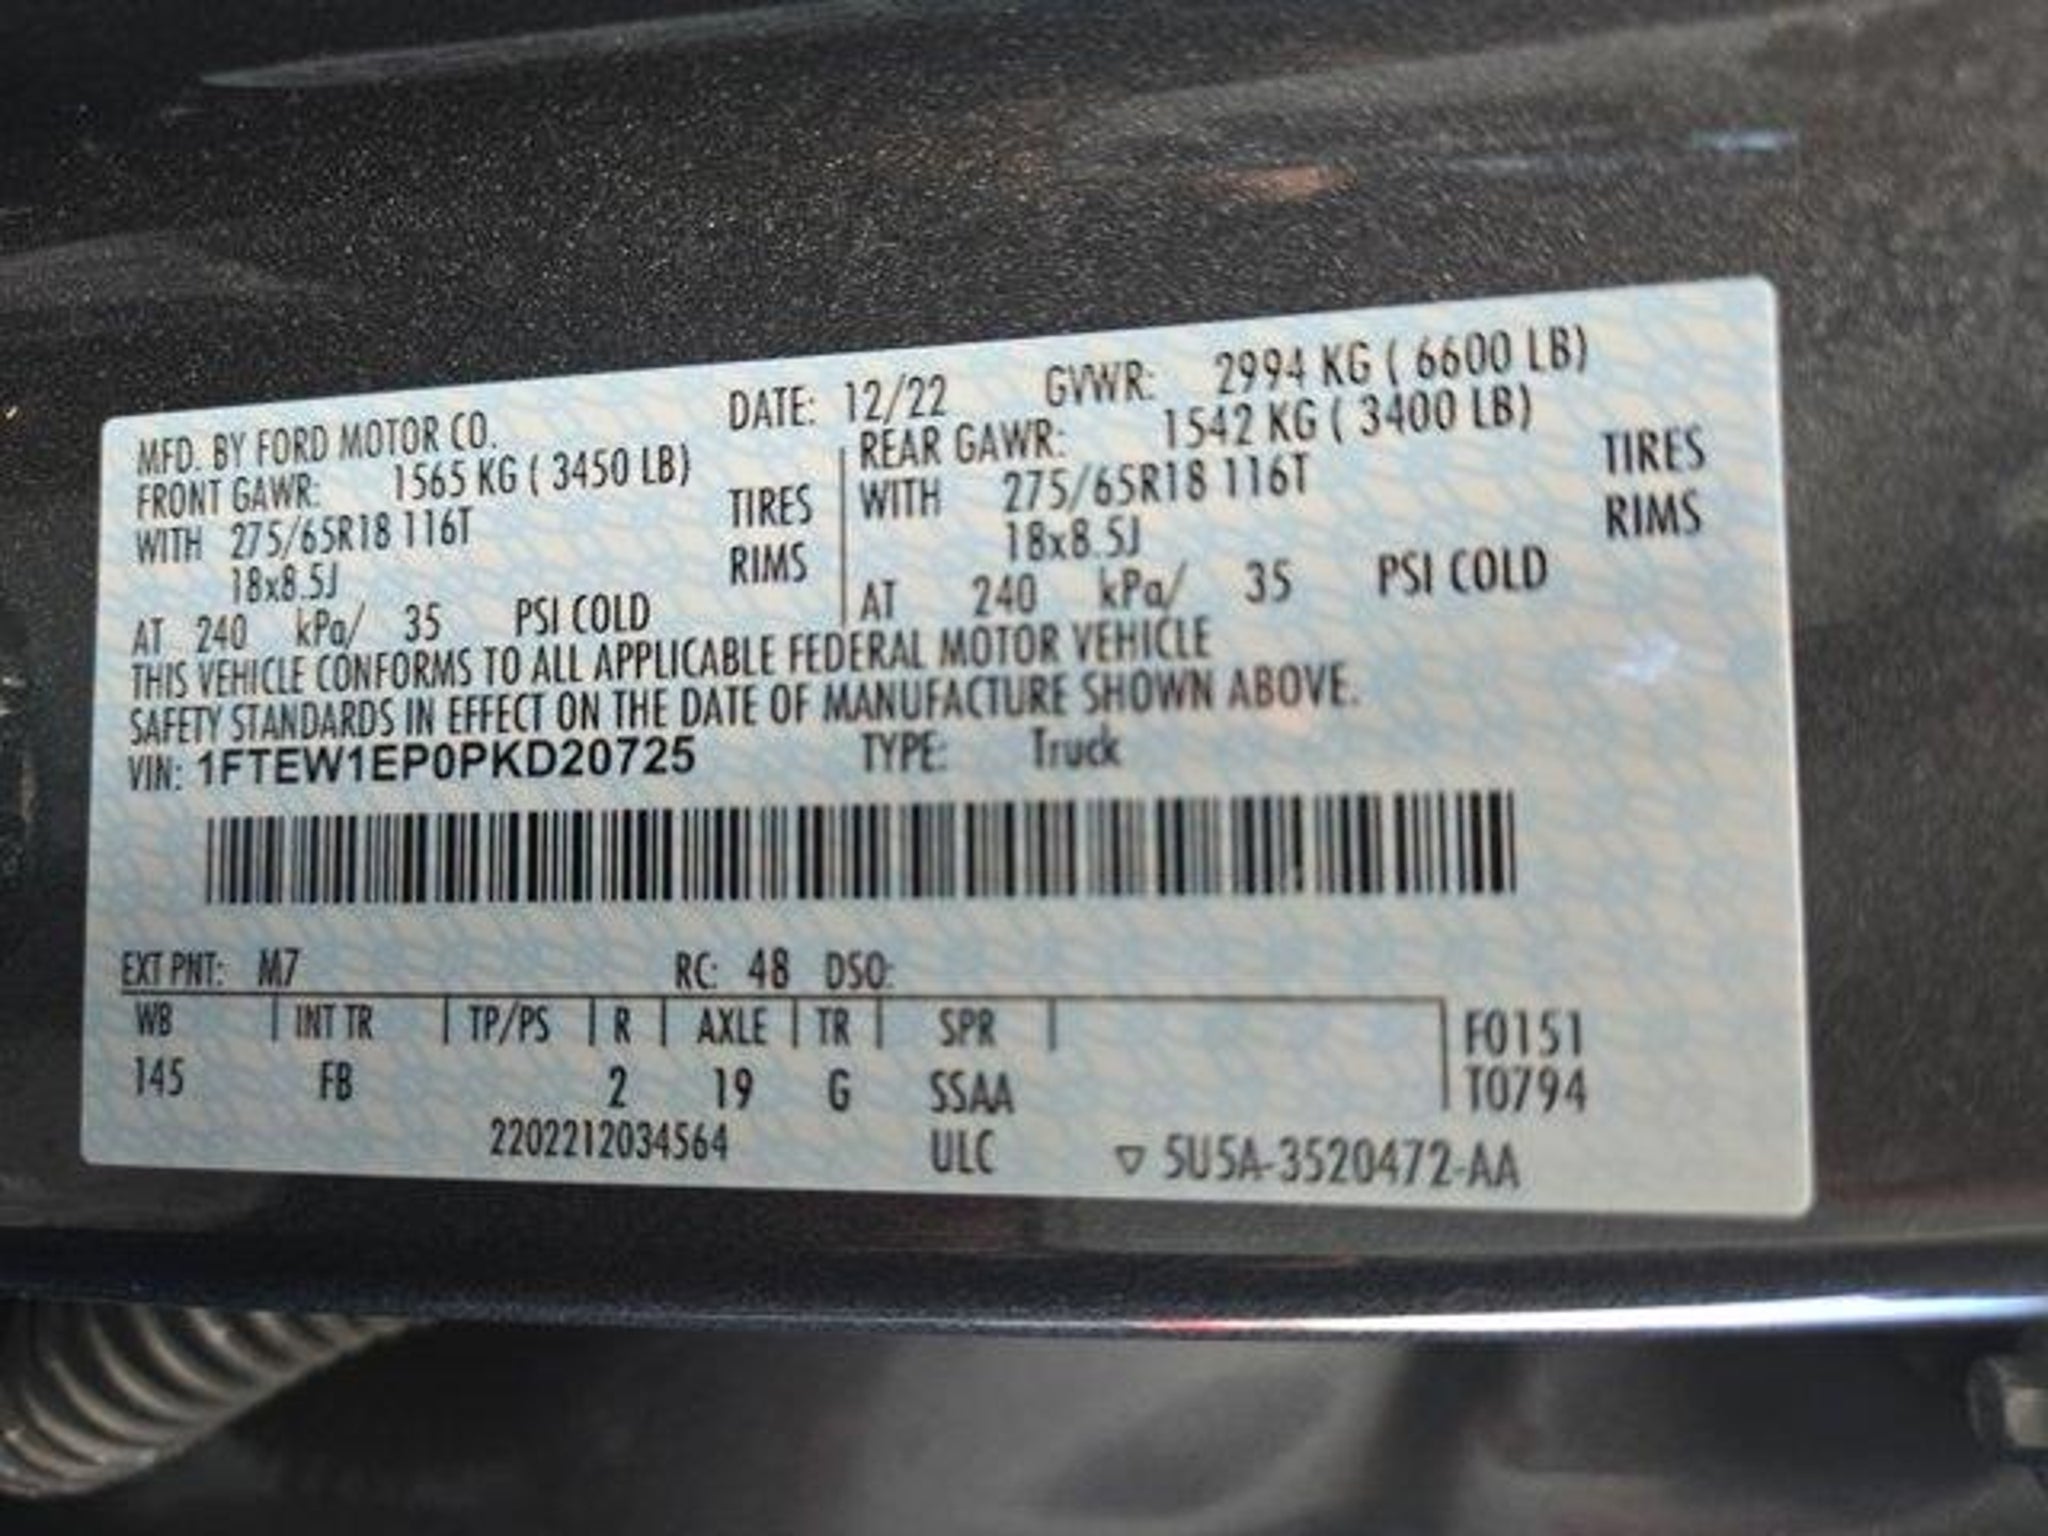 MFD. BY FORD MOTOR CO. DATE: 12/22 GVWR: 2994 KG ( 6600 LB)
FRONT GAWR: 1565 KG ( 3450 LB) REAR GAWR: 1542 KG ( 3400 LB)
WITH 275/65R18 116T TIRES WITH 275/65R18 116T TIRES
18x8.5J RIMS 18x8.5J RIMS
AT 240 kPa/ 35 PSI COLD AT 240 kPa/ 35 PSI COLD
THIS VEHICLE CONFORMS TO ALL APPLICABLE FEDERAL MOTOR VEHICLE
SAFETY STANDARDS IN EFFECT ON THE DATE OF MANUFACTURE SHOWN ABOVE.
VIN: 1FTEW1EP0PKD20725 TYPE: Truck
EXT PNT: M7 RC: 48 DSO:
WB INT TR TP/PS R AXLE TR SPR F0151
145 FB 2 19 G SSAA T0794
2202212034564 ULC ▽ 5U5A-3520472-AA